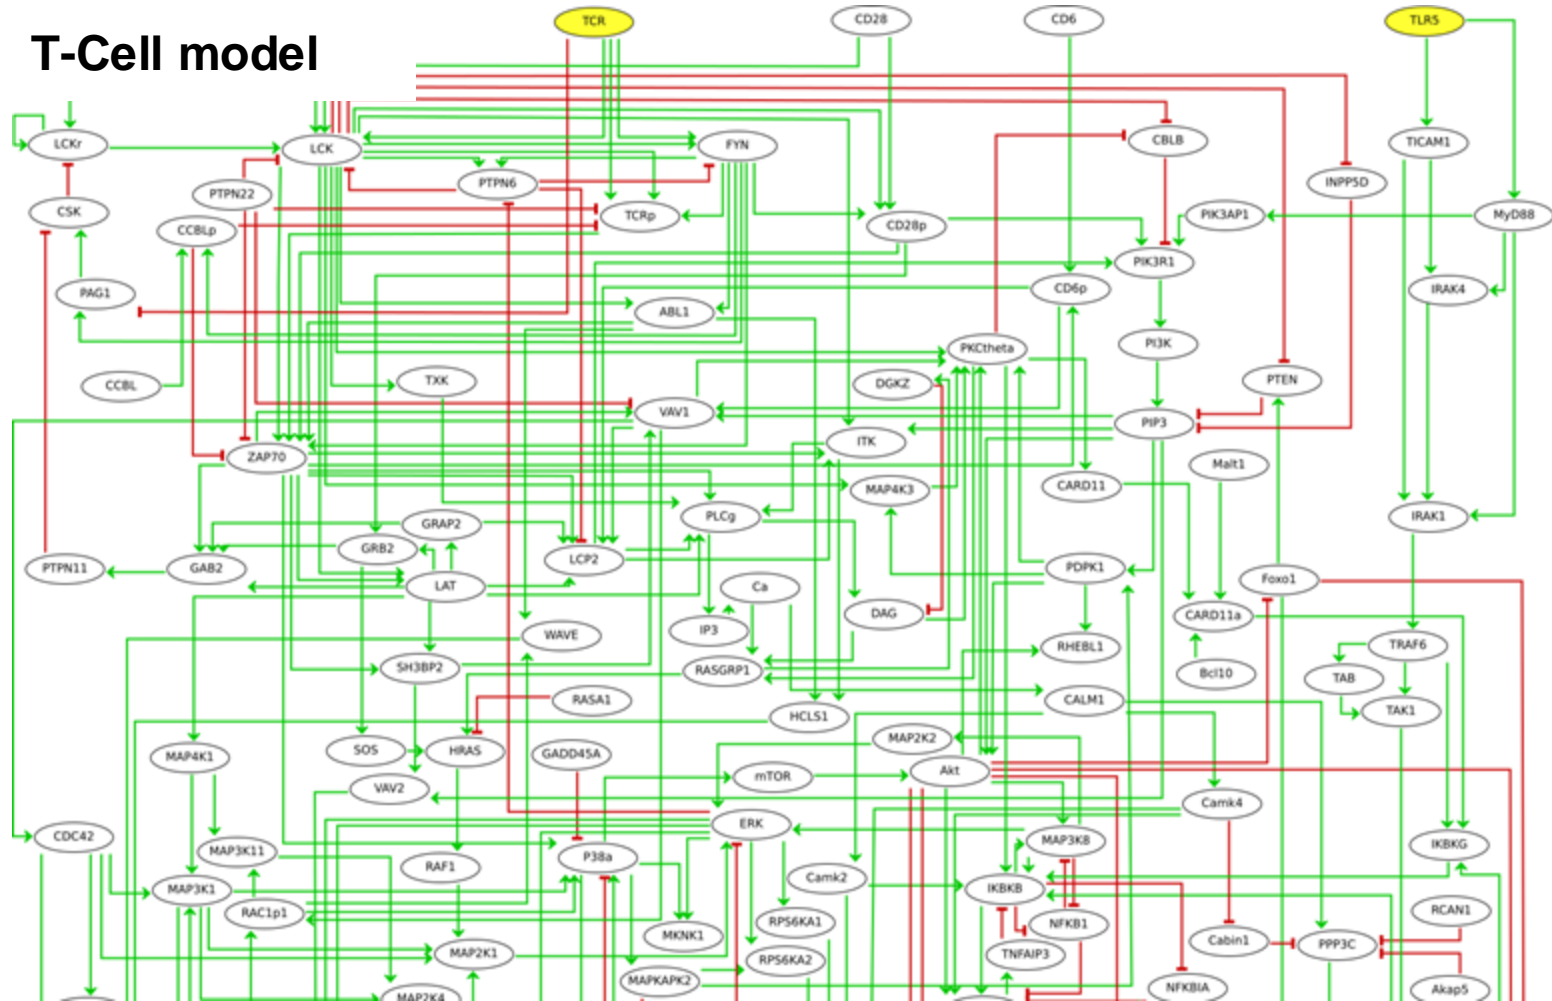 TCR
CD28
CD6
TLR5
T-Cell model
LCKr
LCK
FYN
CBLB
TICAM1
PTPN6
INPP5D
PTPN22
CSK
TCRp
CD28p
PIK3AP1
MyD88
CCBLp
PIK3R1
PAG1
CD6p
IRAK4
ABL1
PKCtheta
PI3K
CCBL
TXK
DGKZ
PTEN
VAV1
PIP3
ITK
ZAP70
Malt1
MAP4K3
CARD11
PLCg
IRAK1
GRAP2
GRB2
LCP2
PTPN11
GAB2
PDPK1
LAT
Ca
Foxo1
DAG
CARD11a
IP3
WAVE
RHEBL1
TRAF6
SH3BP2
RASGRP1
Bcl10
TAB
RASA1
CALM1
HCLS1
TAK1
MAP2K2
MAP4K1
SOS
HRAS
GADD45A
mTOR
Akt
VAV2
Camk4
ERK
CDC42
MAP3K8
MAP3K11
P38a
IKBKG
RAF1
Camk2
MAP3K1
IKBKB
RAC1p1
RPS6KA1
NFKB1
RCAN1
MKNK1
Cabin1
PPP3C
MAP2K1
TNFAIP3
RPS6KA2
MAPKAPK2
NFKBIA
Akap5
MAP2K4